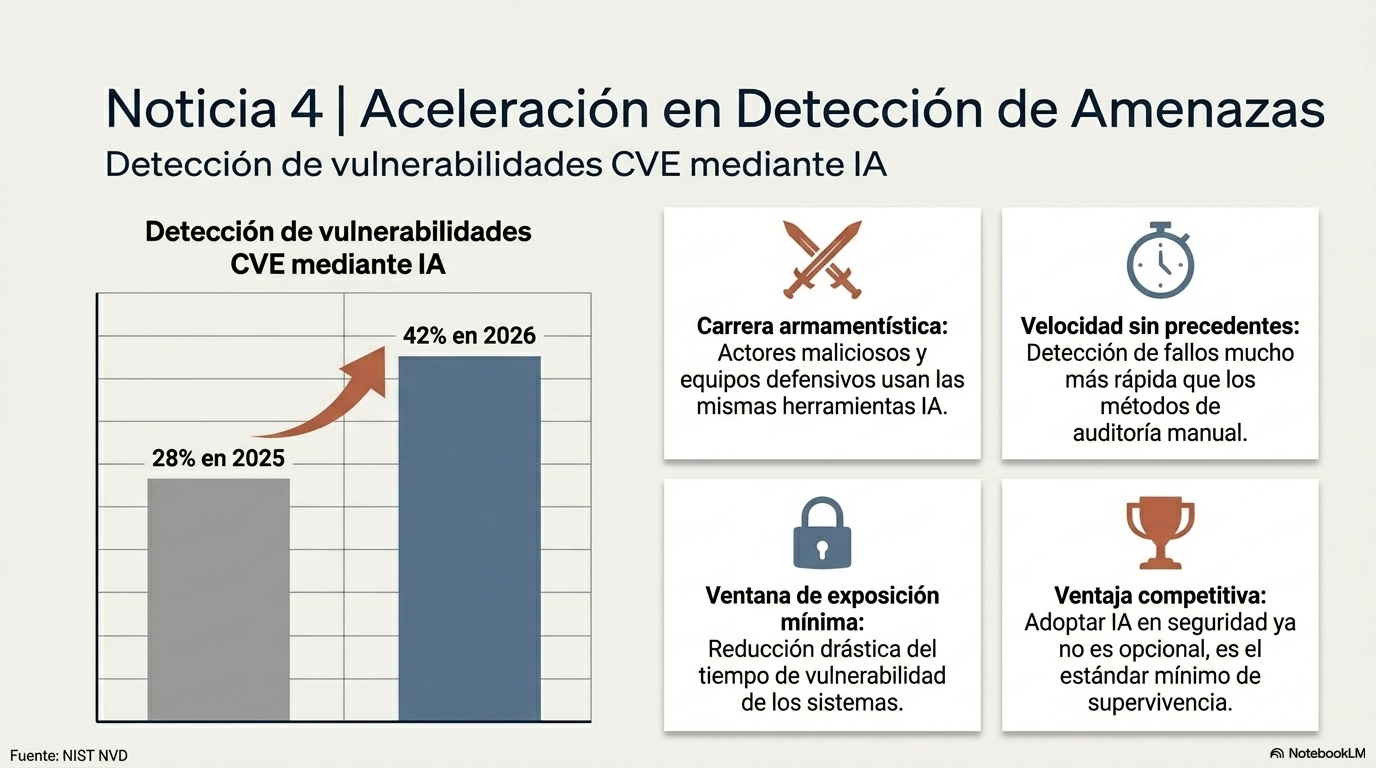 Noticia 4 | Aceleración en Detección de Amenazas
Detección de vulnerabilidades CVE mediante IA
Detección de vulnerabilidades
CVE mediante IA
42% en 2026
28% en 2025
Carrera armamentística:
Actores maliciosos y
equipos defensivos usan las
mismas herramientas IA.
Velocidad sin precedentes:
Detección de fallos mucho
más rápida que los
métodos de
auditoría manual.
Ventana de exposición
mínima:
Reducción drástica del
tiempo de vulnerabilidad
de los sistemas.
Ventaja competitiva:
Adoptar IA en seguridad ya
no es opcional, es el
estándar mínimo de
supervivencia.
Fuente: NIST NVD
NotebookLM